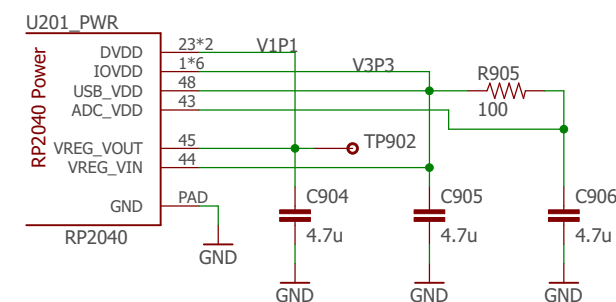 U201_PWR
RP2040 Power
DVDD 23*2 V1P1
IOVDD 1*6 V3P3
USB_VDD 48 R905
ADC_VDD 43 100
VREG_VOUT 45 TP902
VREG_VIN 44
GND PAD C904 C905 C906
4.7u 4.7u 4.7u
RP2040
GND
GND GND GND